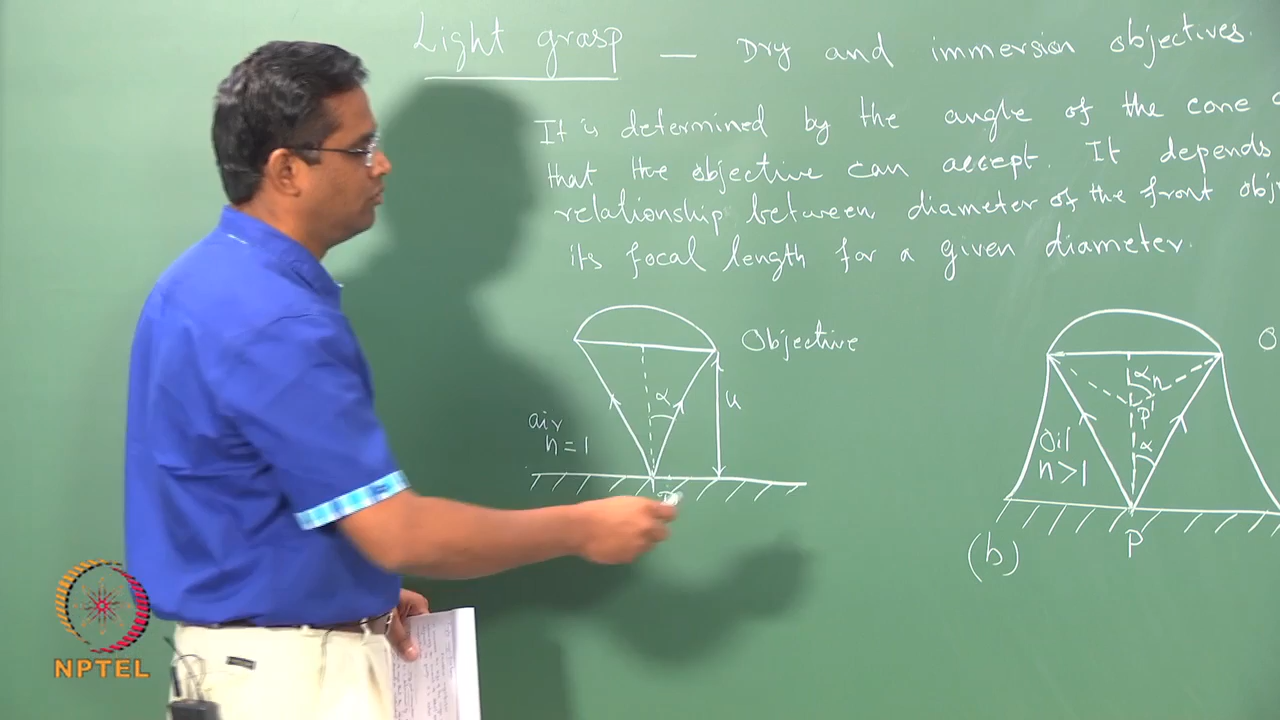 Light grasp — Dry and immersion objectives.
It is determined by the angle of the cone
that the objective can accept. It depends
relationship between diameter of the front
its focal length for a given diameter.
Objective
α
u
air
n=1
αn
P'
Oil
n>1
α
P
(b)
NPTEL